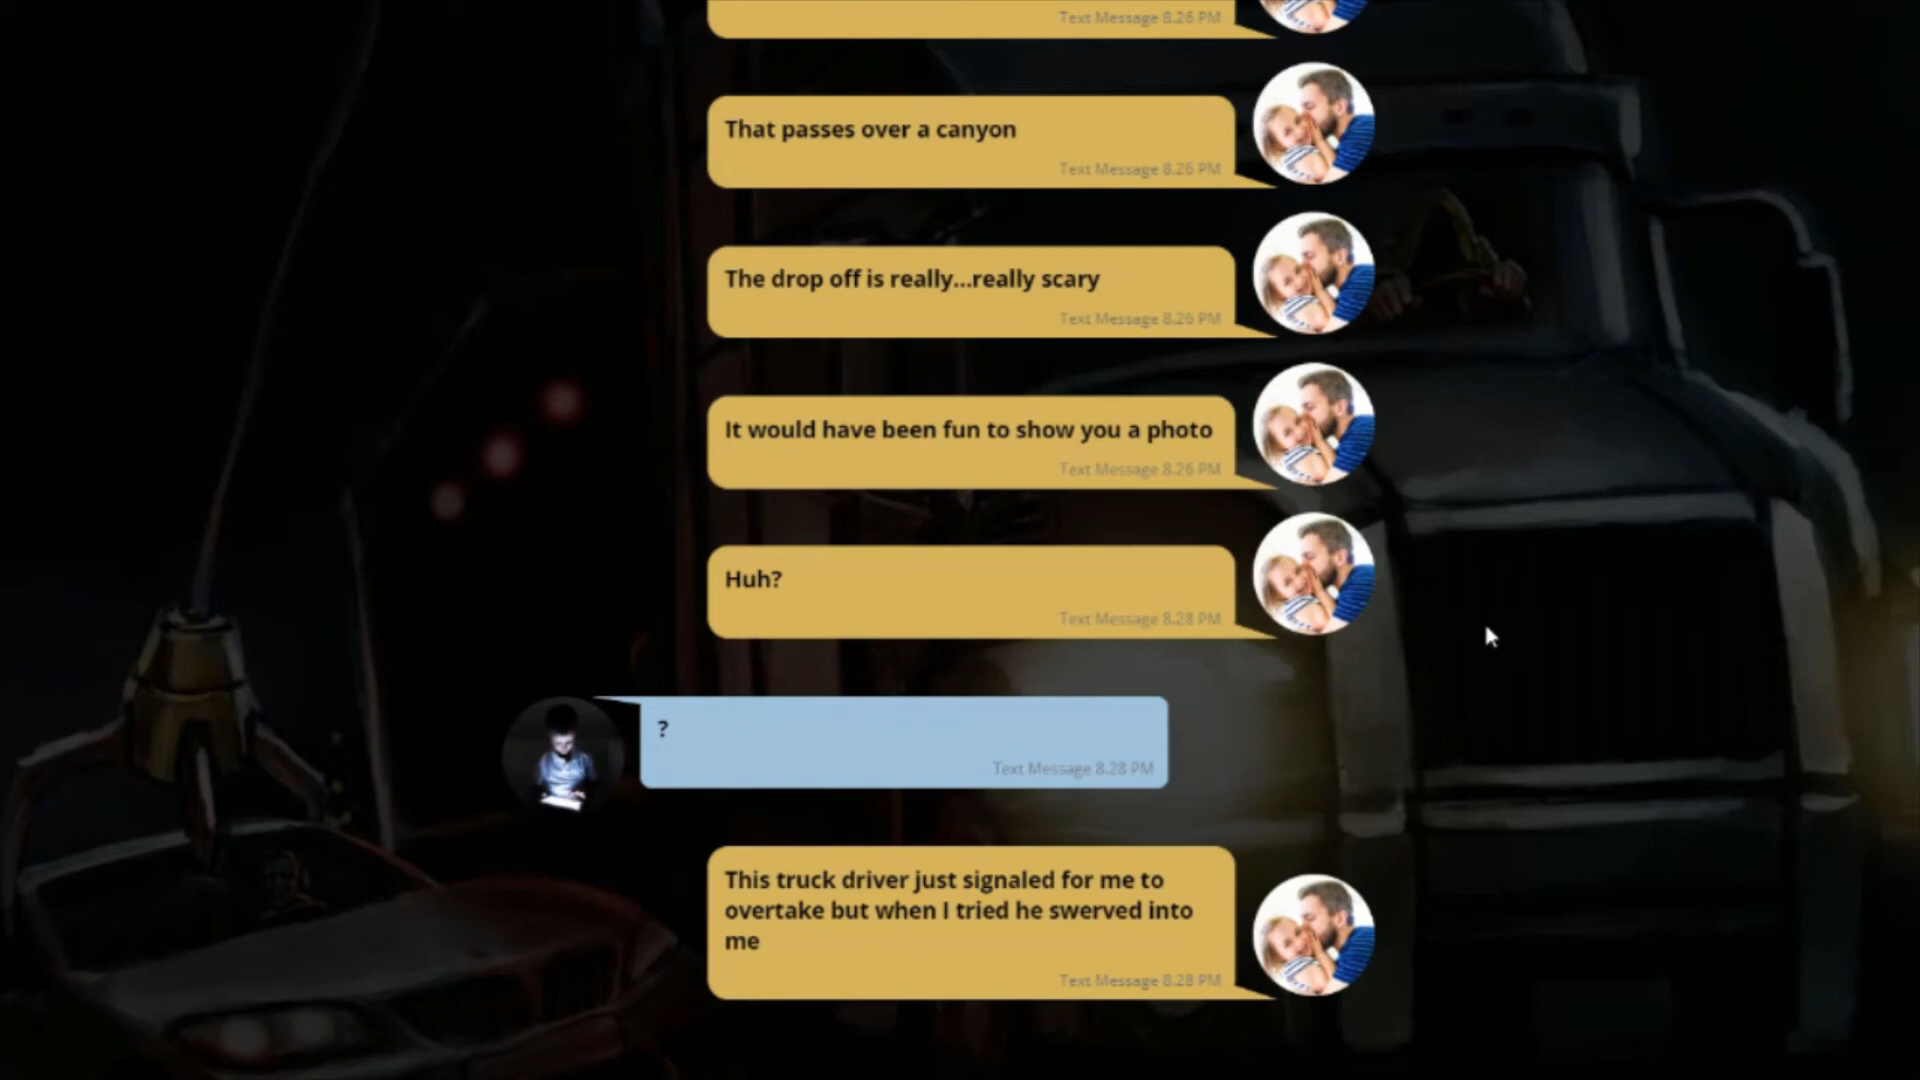 Text Message 8.26 PM
That passes over a canyon
Text Message 8.26 PM
The drop off is really...really scary
Text Message 8.26 PM
It would have been fun to show you a photo
Text Message 8.26 PM
Huh?
Text Message 8.28 PM
?
Text Message 8.28 PM
This truck driver just signaled for me to
overtake but when I tried he swerved into
me
Text Message 8.28 PM